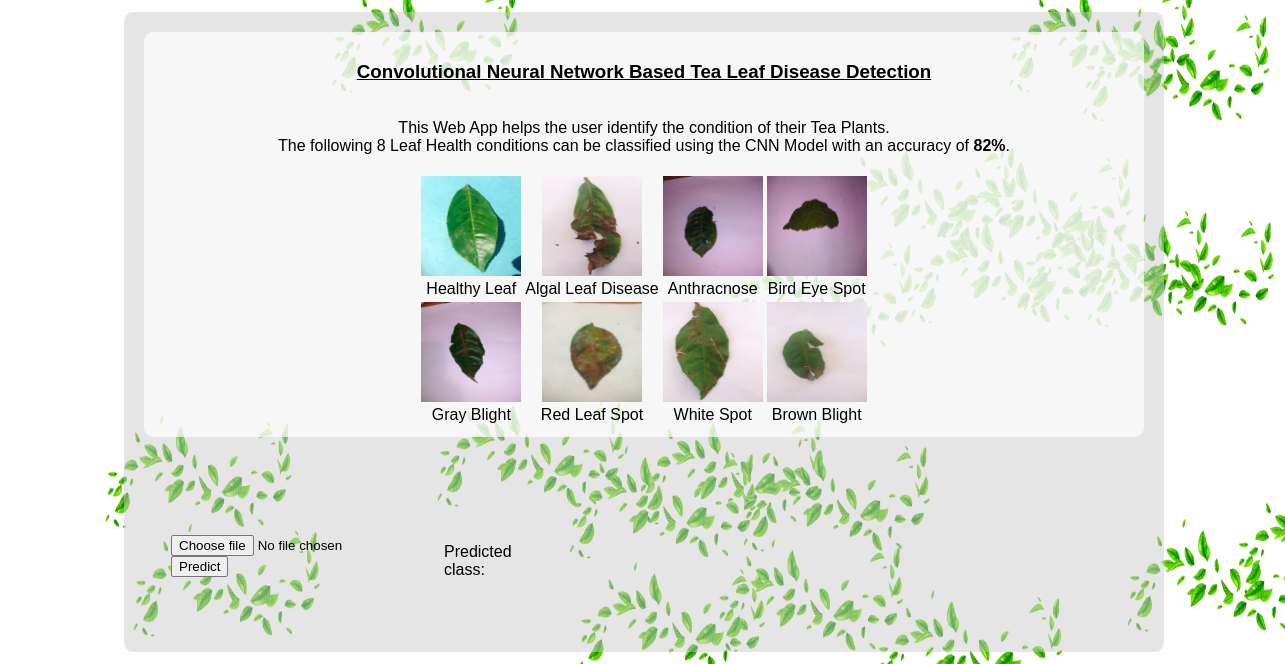 Convolutional Neural Network Based Tea Leaf Disease Detection
This Web App helps the user identify the condition of their Tea Plants.
The following 8 Leaf Health conditions can be classified using the CNN Model with an accuracy of 82%.
Healthy Leaf Algal Leaf Disease Anthracnose Bird Eye Spot
Gray Blight Red Leaf Spot White Spot Brown Blight
Choose file No file chosen
Predict
Predicted
class: